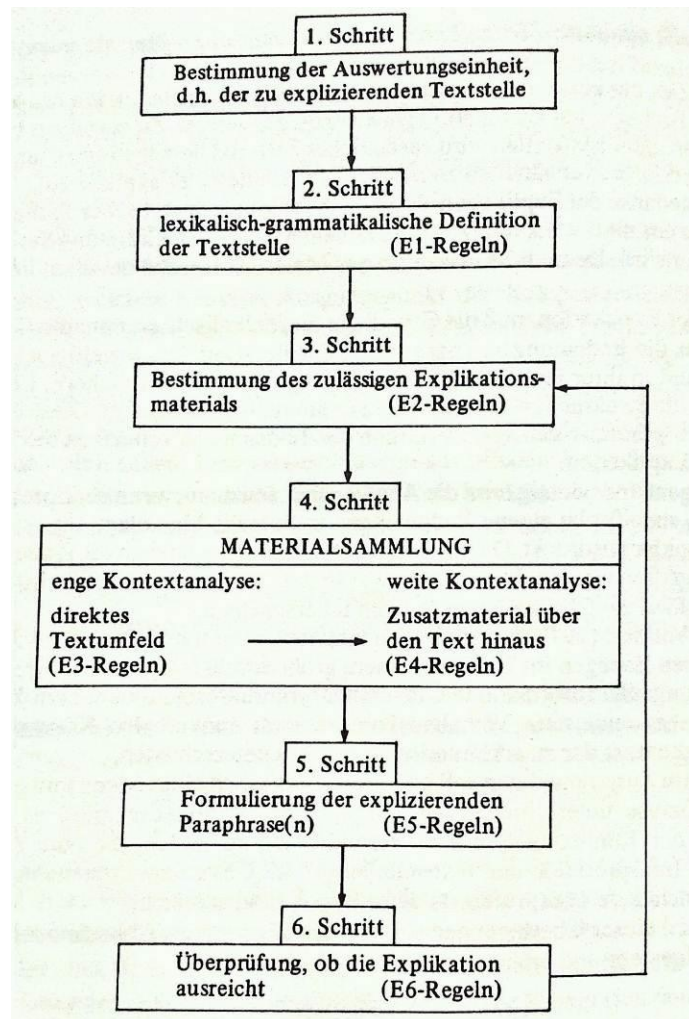 1. Schritt
Bestimmung der Auswertungseinheit,
d.h. der zu explizierenden Textstelle
2. Schritt
lexikalisch-grammatikalische Definition
der Textstelle (E1-Regeln)
3. Schritt
Bestimmung des zulässigen Explikations-
materials (E2-Regeln)
4. Schritt
MATERIALSAMMLUNG
enge Kontextanalyse: weite Kontextanalyse:
direktes Zusatzmaterial über
Textumfeld den Text hinaus
(E3-Regeln) (E4-Regeln)
5. Schritt
Formulierung der explizierenden
Paraphrase(n) (E5-Regeln)
6. Schritt
Überprüfung, ob die Explikation
ausreicht (E6-Regeln)